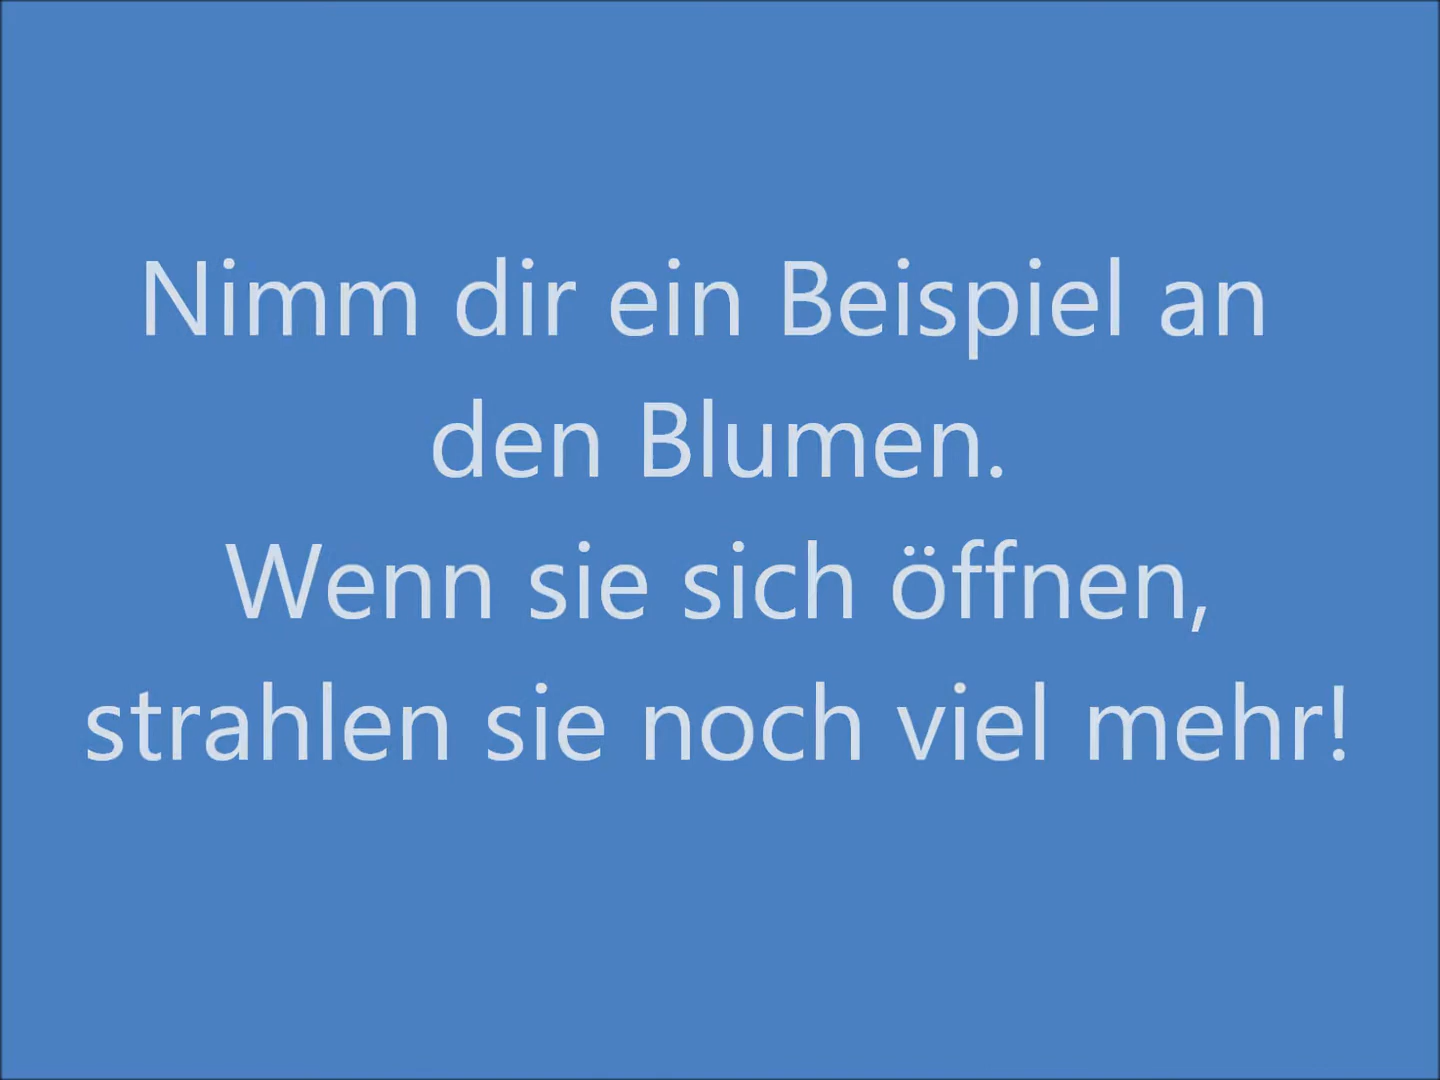 Nimm dir ein Beispiel an
den Blumen.
Wenn sie sich öffnen,
strahlen sie noch viel mehr!